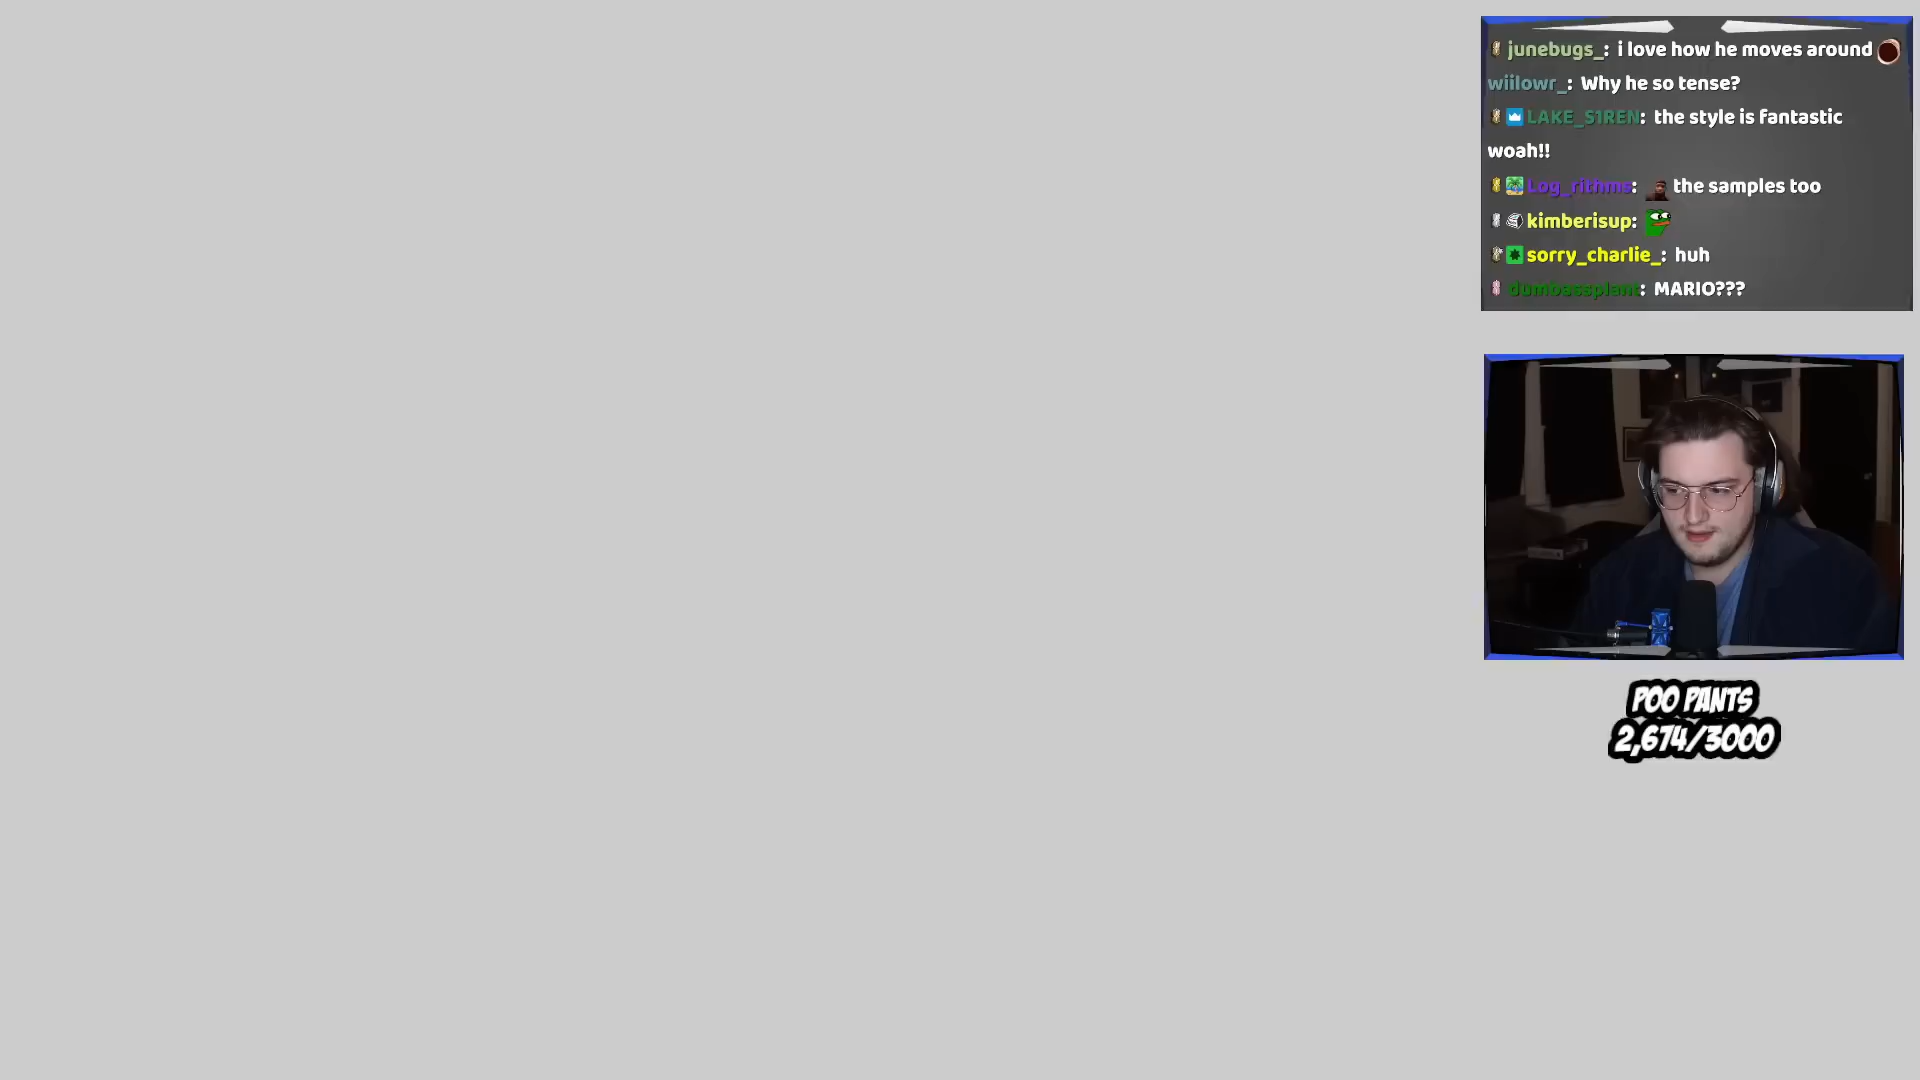 junebugs_: i love how he moves around
wiilowr_: Why he so tense?
LAKE_S1REN: the style is fantastic
woah!!
Log_rithms: the samples too
kimberisup:
sorry_charlie_: huh
dumbassplant: MARIO???
POO PANTS
2,674/3000